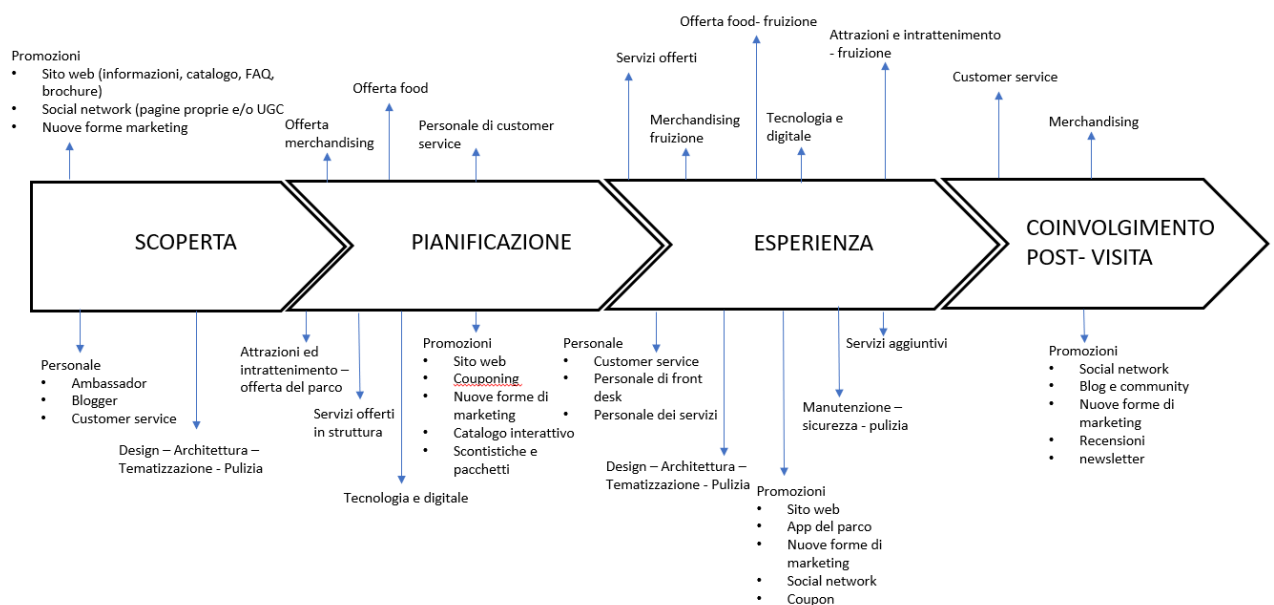 Promozioni
• Sito web (informazioni, catalogo, FAQ,
brochure)
• Social network (pagine proprie e/o UGC
• Nuove forme marketing
Offerta
merchandising
Offerta food
Personale di customer
service
Servizi offerti
Merchandising
fruizione
Offerta food- fruizione
Tecnologia e
digitale
Attrazioni e intrattenimento
- fruizione
Customer service
Merchandising
SCOPERTA
PIANIFICAZIONE
ESPERIENZA
COINVOLGIMENTO
POST- VISITA
Personale
• Ambassador
• Blogger
• Customer service
Design – Architettura –
Tematizzazione - Pulizia
Attrazioni ed
intrattenimento –
offerta del parco
Servizi offerti
in struttura
Tecnologia e digitale
Promozioni
• Sito web
• Couponing
• Nuove forme di
marketing
• Catalogo interattivo
• Scontistiche e
pacchetti
Personale
• Customer service
• Personale di front
desk
• Personale dei servizi
Design – Architettura –
Tematizzazione - Pulizia
Promozioni
• Sito web
• App del parco
• Nuove forme di
marketing
• Social network
• Coupon
Manutenzione –
sicurezza - pulizia
Servizi aggiuntivi
Promozioni
• Social network
• Blog e community
• Nuove forme di
marketing
• Recensioni
• newsletter